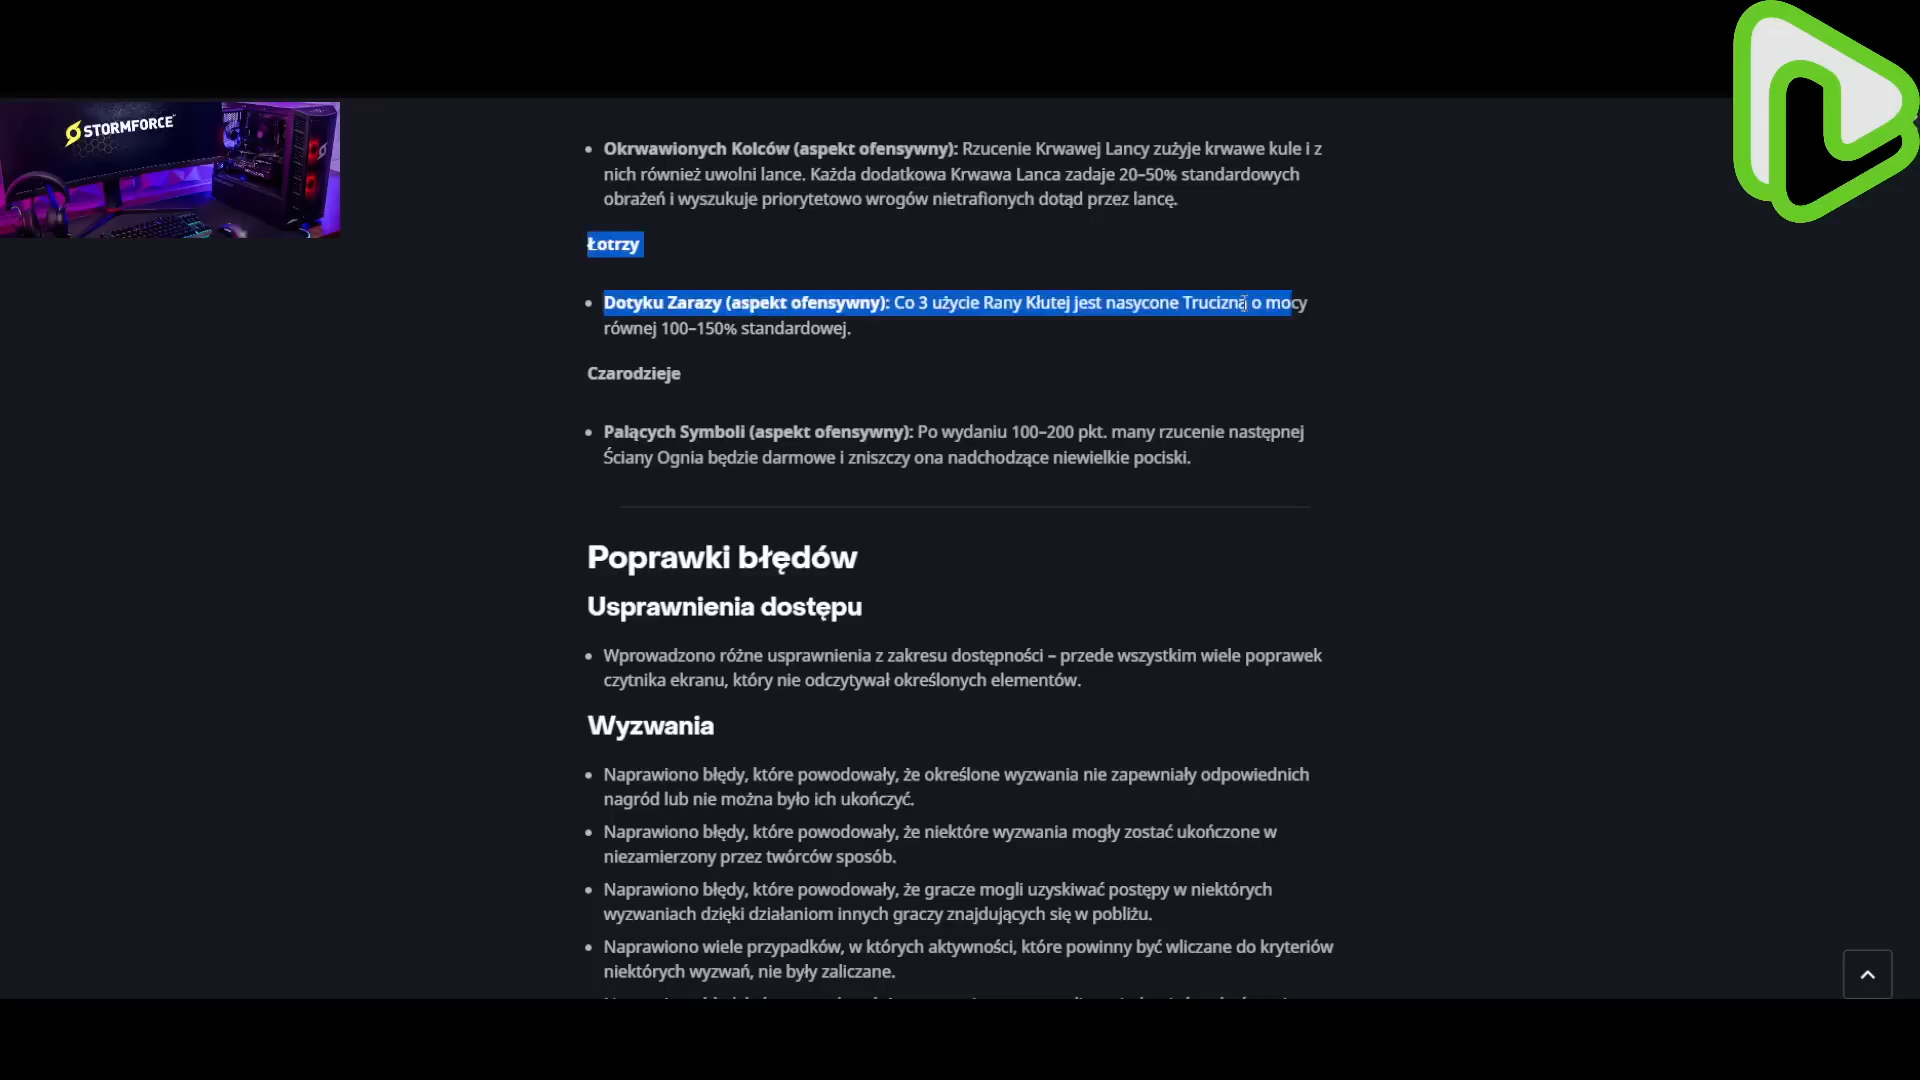 STORMFORCE
Okrwawionych Kolców (aspekt ofensywny): Rzucenie Krwawej Lancy zużyje krwawe kule i z
nich również uwolni lance. Każda dodatkowa Krwawa Lanca zadaje 20–50% standardowych
obrażeń i wyszukuje priorytetowo wrogów nietrafionych dotąd przez lancę.
Łotrzy
Dotyku Zarazy (aspekt ofensywny): Co 3 użycie Rany Kłutej jest nasycone Trucizną o mocy
równej 100–150% standardowej.
Czarodzieje
Palących Symboli (aspekt ofensywny): Po wydaniu 100–200 pkt. many rzucenie następnej
Ściany Ognia będzie darmowe i zniszczy ona nadchodzące niewielkie pociski.
Poprawki błędów
Usprawnienia dostępu
Wprowadzono różne usprawnienia z zakresu dostępności – przede wszystkim wiele poprawek
czytnika ekranu, który nie odczytywał określonych elementów.
Wyzwania
Naprawiono błędy, które powodowały, że określone wyzwania nie zapewniały odpowiednich
nagród lub nie można było ich ukończyć.
Naprawiono błędy, które powodowały, że niektóre wyzwania mogły zostać ukończone w
niezamierzony przez twórców sposób.
Naprawiono błędy, które powodowały, że gracze mogli uzyskiwać postępy w niektórych
wyzwaniach dzięki działaniom innych graczy znajdujących się w pobliżu.
Naprawiono wiele przypadków, w których aktywności, które powinny być wliczane do kryteriów
niektórych wyzwań, nie były zaliczane.